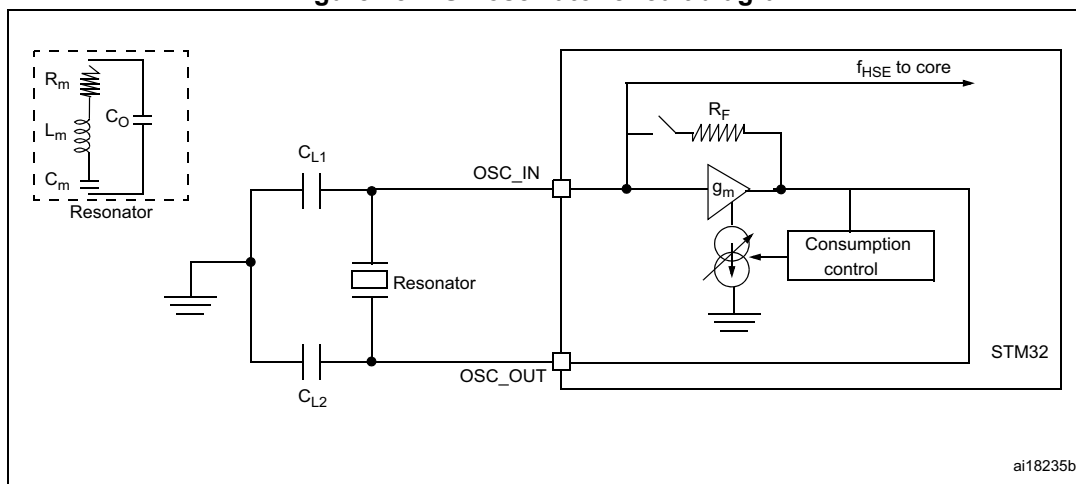 fHSE to core
Rm
RF
CO
Lm
CL1
OSC_IN
Cm
gm
Resonator
Consumption
control
Resonator
STM32
OSC_OUT
CL2
ai18235b